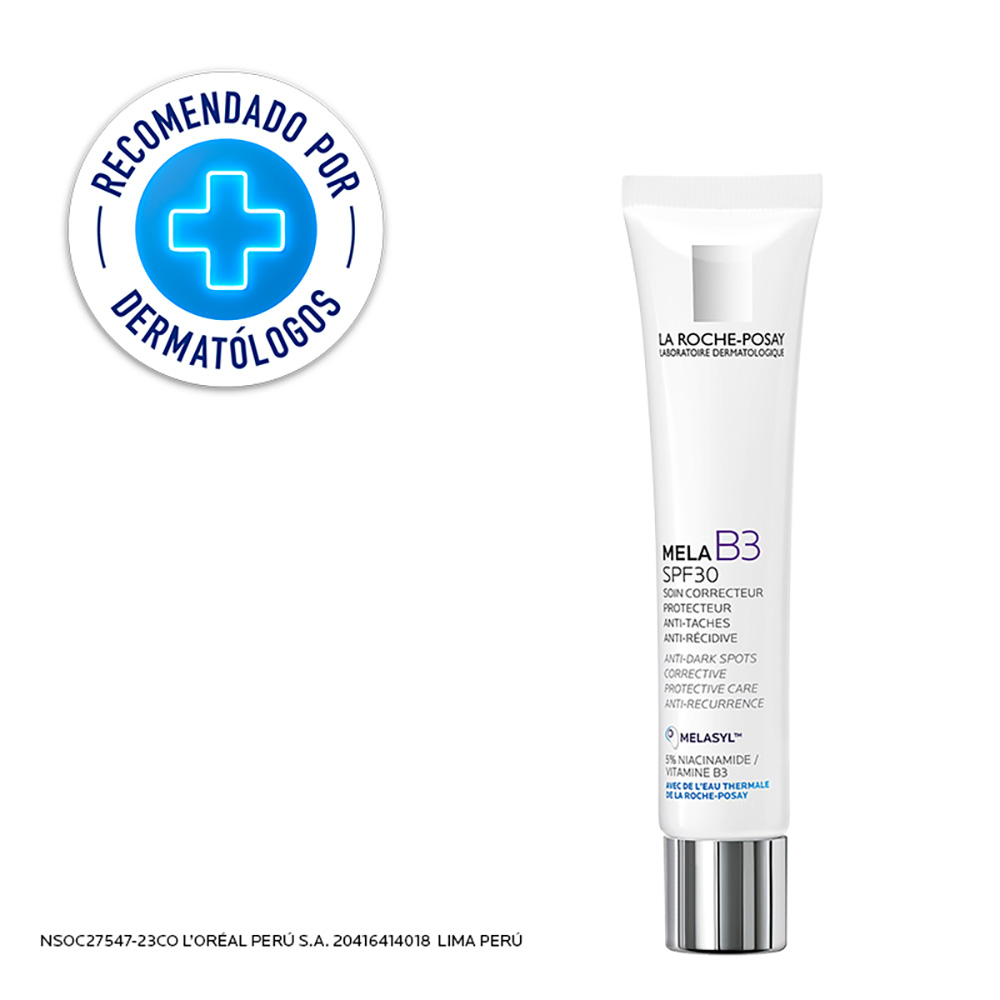 RECOMENDADO POR
DERMATÓLOGOS
LA ROCHE-POSAY
LABORATOIRE DERMATOLOGIQUE
MELA B3
SPF30
SOIN CORRECTEUR
PROTECTEUR
ANTI-TACHES
ANTI-RÉCIDIVE
ANTI-DARK SPOTS
CORRECTIVE
PROTECTIVE CARE
ANTI-RECURRENCE
MELASYL™
5% NIACINAMIDE /
VITAMINE B3
AVEC DE L'EAU THERMALE
DE LA ROCHE-POSAY
NSOC27547-23CO L'ORÉAL PERÚ S.A. 20416414018 LIMA PERÚ